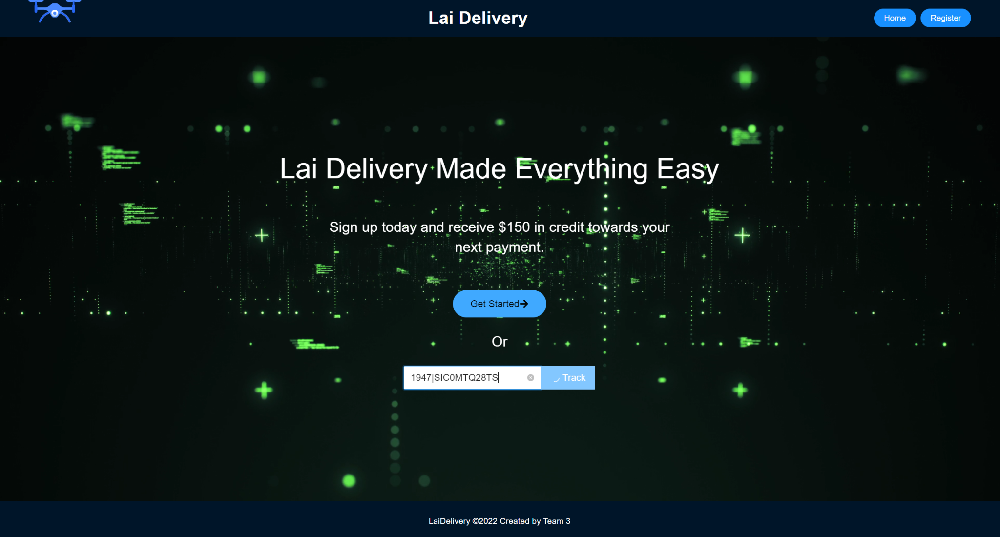 Lai Delivery
Home
Register
Lai Delivery Made Everything Easy
Sign up today and receive $150 in credit towards your
next payment.
Get Started
Or
1947|SIC0MTQ28TS
Track
LaiDelivery ©2022 Created by Team 3